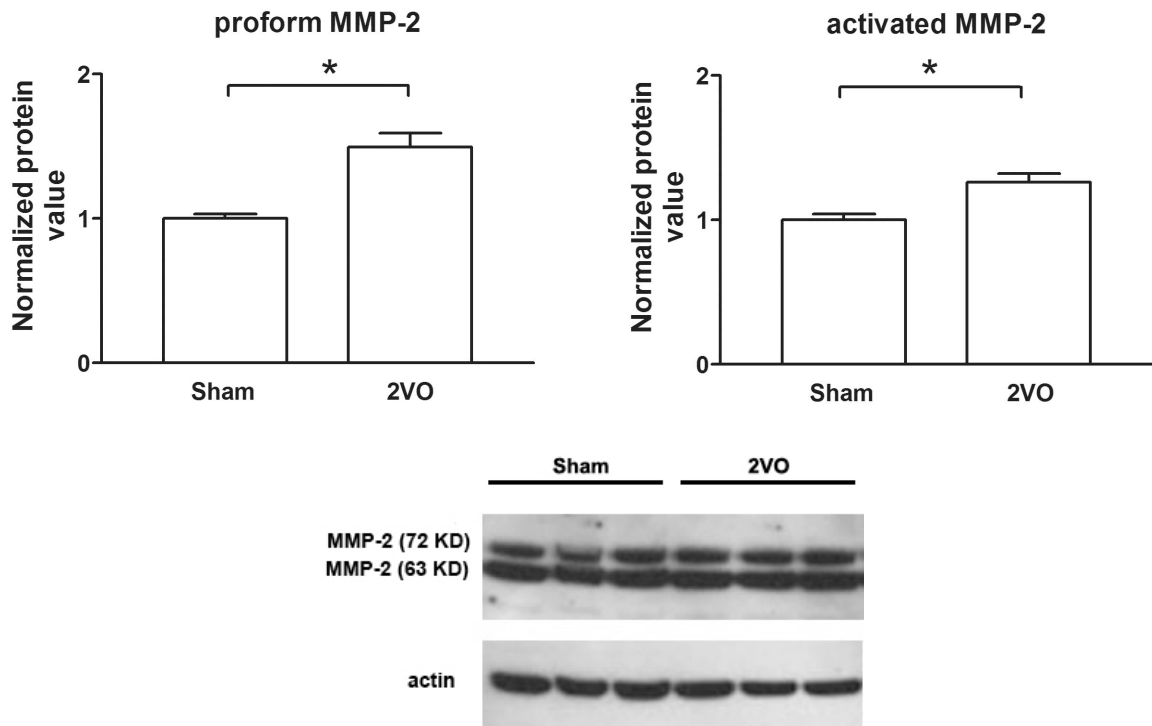 proform MMP-2
Normalized protein
value
2
*
1
0
Sham
2VO
activated MMP-2
Normalized protein
value
2
*
1
0
Sham
2VO
Sham
2VO
MMP-2 (72 KD)
MMP-2 (63 KD)
actin